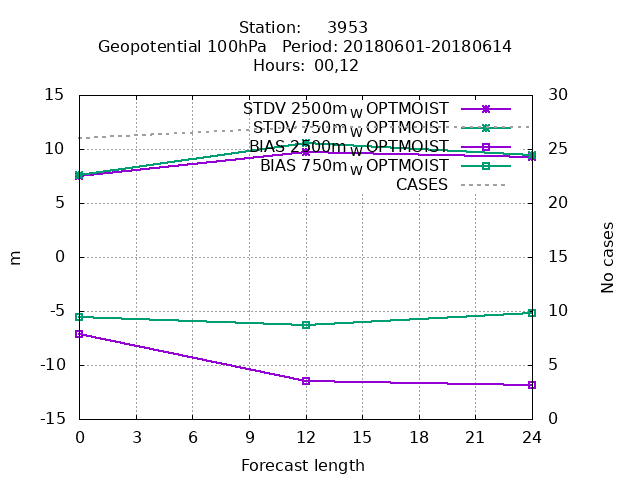 Station: 3953
Geopotential 100hPa Period: 20180601-20180614
Hours: 00,12
15
10
5
0
-5
-10
-15
m
STDV 2500m_W OPTMOIST
STDV 750m_W OPTMOIST
BIAS 2500m_W OPTMOIST
BIAS 750m_W OPTMOIST
CASES
30
25
20
15
10
5
0
No cases
0 3 6 9 12 15 18 21 24
Forecast length